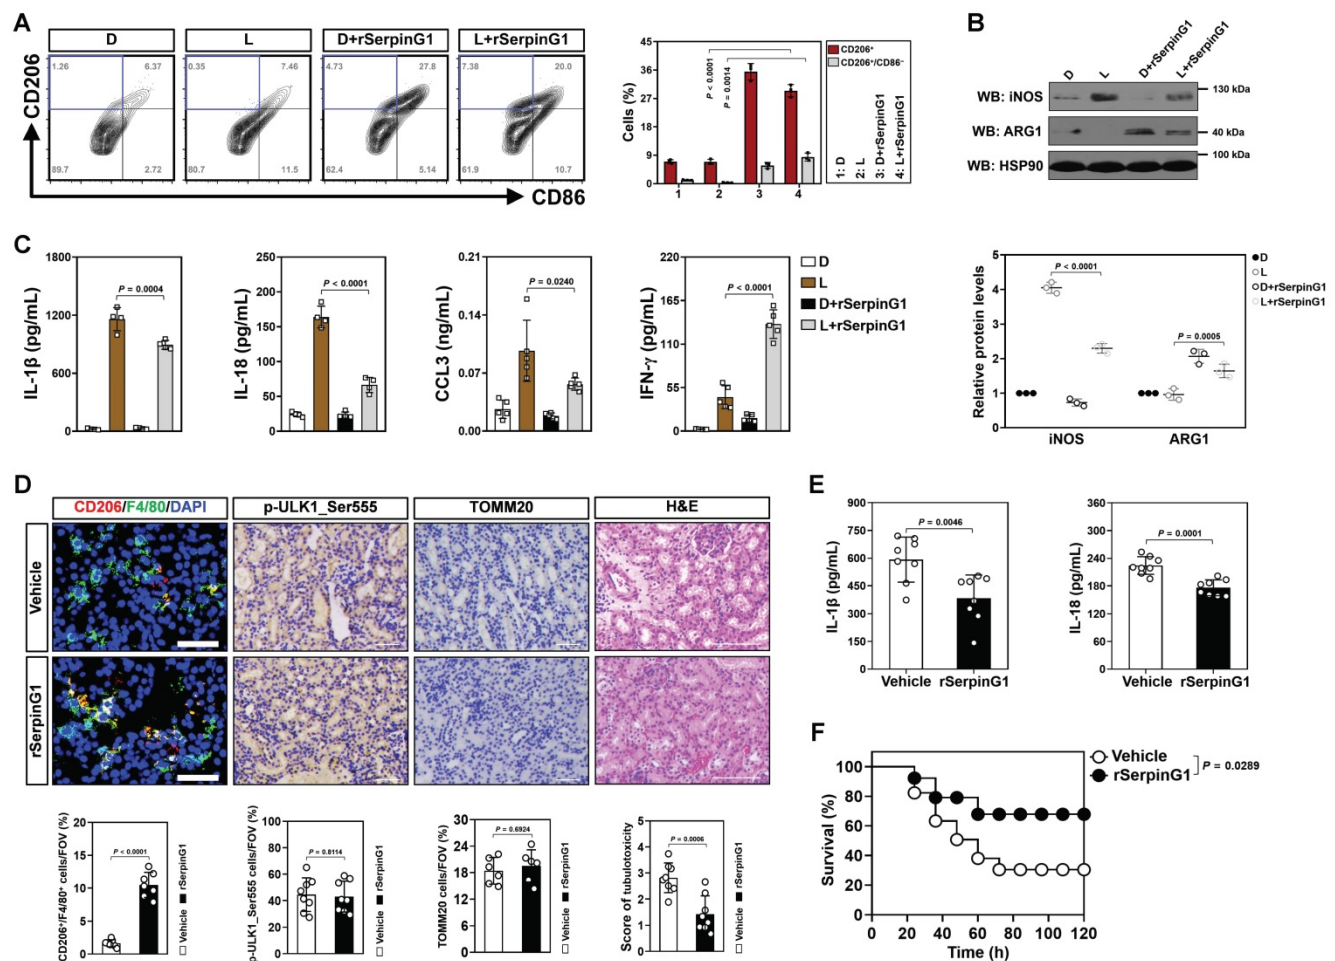 A
D
L
D+rSerpinG1
L+rSerpinG1
CD206
1.26
6.37
89.7
2.72
0.35
7.46
80.7
11.5
4.73
27.8
62.4
5.14
7.38
20.0
61.9
10.7
CD86
Cells (%)
45
36
27
18
9
0
P < 0.0001
P = 0.0014
1
2
3
4
CD206⁺
CD206⁺/CD86⁻
1: D
2: L
3: D+rSerpinG1
4: L+rSerpinG1
B
D
L
D+rSerpinG1
L+rSerpinG1
WB: iNOS
130 kDa
WB: ARG1
40 kDa
100 kDa
WB: HSP90
Relative protein levels
5
4
3
2
1
0
P < 0.0001
P = 0.0005
iNOS
ARG1
D
L
D+rSerpinG1
L+rSerpinG1
C
IL-1β (pg/mL)
1800
1200
600
0
P = 0.0004
IL-18 (pg/mL)
250
200
150
100
50
0
P < 0.0001
CCL3 (ng/mL)
0.21
0.14
0.07
0.00
P = 0.0240
IFN-γ (pg/mL)
220
165
110
55
0
P < 0.0001
D
L
D+rSerpinG1
L+rSerpinG1
D
CD206/F4/80/DAPI
p-ULK1_Ser555
TOMM20
H&E
Vehicle
rSerpinG1
CD206⁺/F4/80⁺ cells/FOV (%)
20
15
10
5
0
P < 0.0001
Vehicle
rSerpinG1
p-ULK1_Ser555 cells/FOV (%)
100
80
60
40
20
0
P = 0.8114
Vehicle
rSerpinG1
TOMM20 cells/FOV (%)
30
24
18
12
6
0
P = 0.6924
Vehicle
rSerpinG1
Score of tubulotoxicity
5
4
3
2
1
0
P = 0.0006
Vehicle
rSerpinG1
E
IL-1β (pg/mL)
900
750
600
450
300
150
0
P = 0.0046
Vehicle
rSerpinG1
IL-18 (pg/mL)
360
300
240
180
120
60
0
P = 0.0001
Vehicle
rSerpinG1
F
Survival (%)
100
80
60
40
20
0
0
20
40
60
80
100
120
Time (h)
Vehicle
rSerpinG1
P = 0.0289